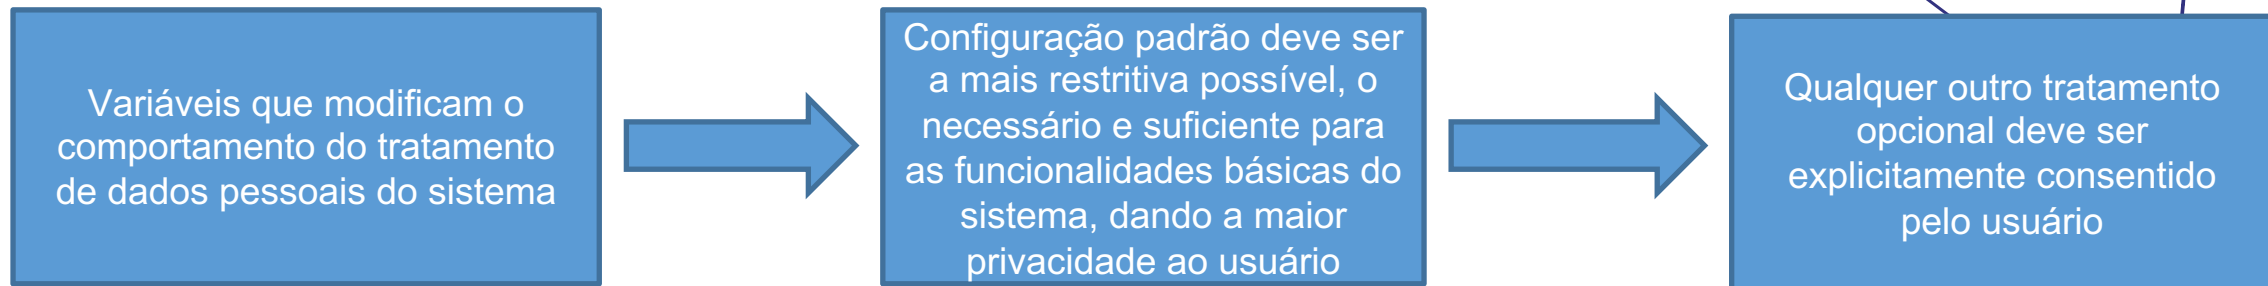 Variáveis que modificam o
comportamento do tratamento
de dados pessoais do sistema
Configuração padrão deve ser
a mais restritiva possível, o
necessário e suficiente para
as funcionalidades básicas do
sistema, dando a maior
privacidade ao usuário
Qualquer outro tratamento
opcional deve ser
explicitamente consentido
pelo usuário